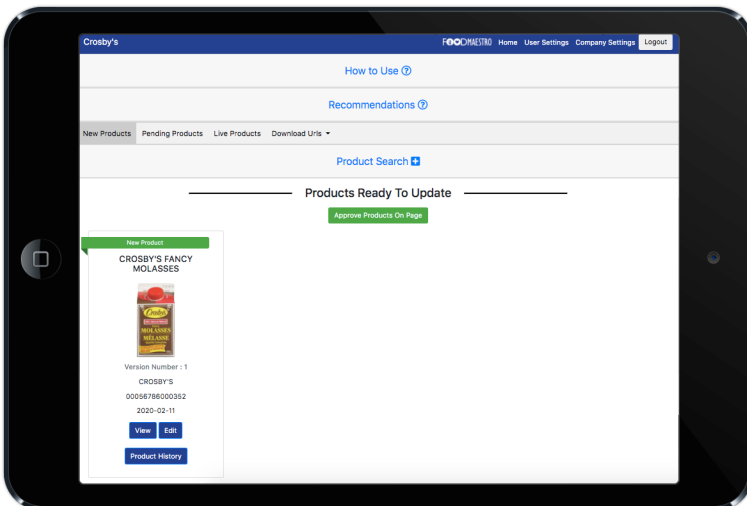 Crosby's
FOODMAESTRO Home User Settings Company Settings Logout
How to Use ?
Recommendations ?
New Products Pending Products Live Products Download Urls
Product Search
Products Ready To Update
Approve Products On Page
New Product
CROSBY'S FANCY
MOLASSES
Crosby's
MOLASSES
MÉLASSE
Version Number : 1
CROSBY'S
00056786000352
2020-02-11
View Edit
Product History